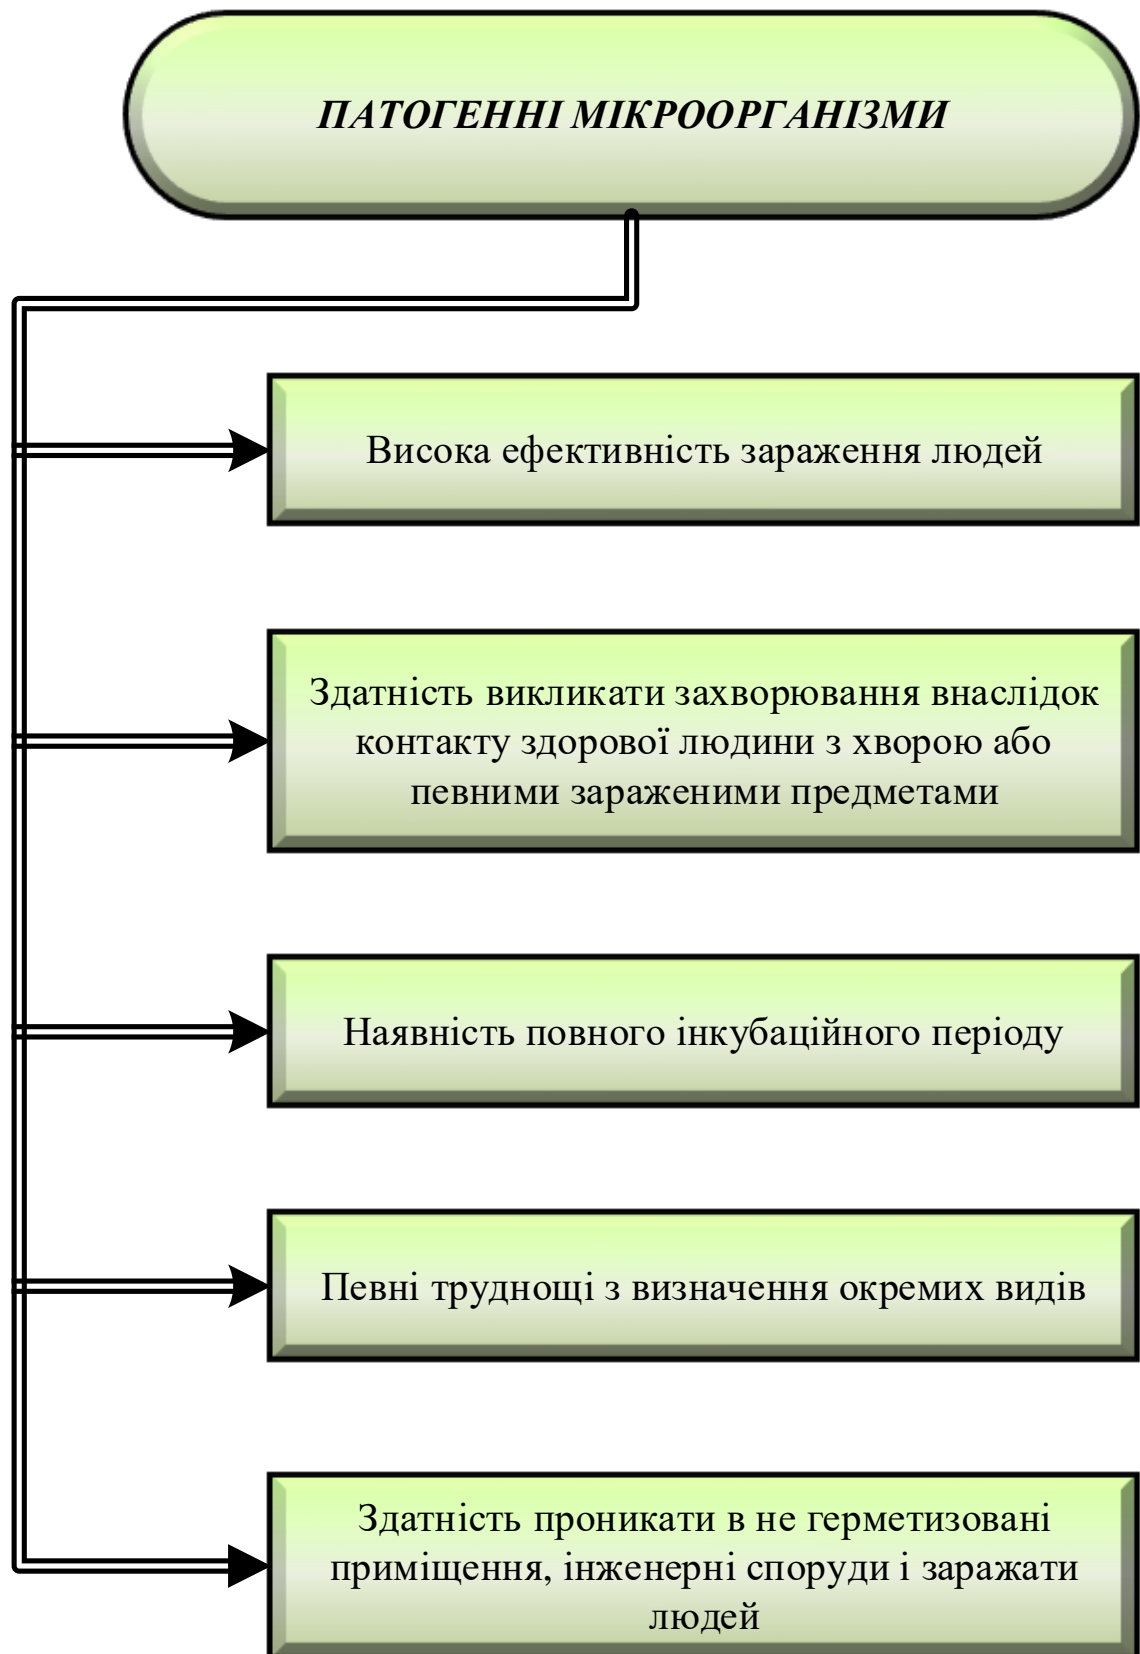 ПАТОГЕННІ МІКРООРГАНІЗМИ
Висока ефективність зараження людей
Здатність викликати захворювання внаслідок
контакту здорової людини з хворою або
певними зараженими предметами
Наявність повного інкубаційного періоду
Певні труднощі з визначення окремих видів
Здатність проникати в не герметизовані
приміщення, інженерні споруди і заражати
людей